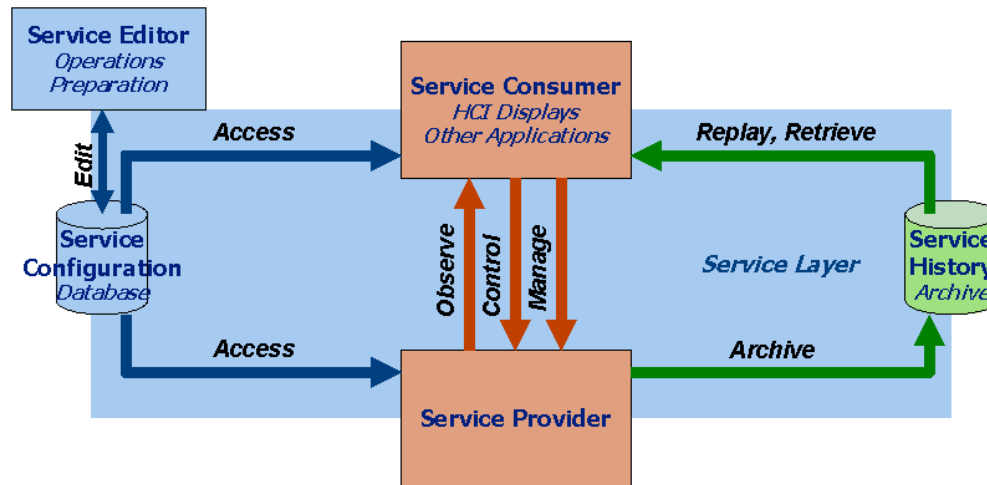 Service Editor
Operations
Preparation
Service Consumer
HCI Displays
Other Applications
Access
Replay, Retrieve
Edit
Service
Configuration
Database
Observe
Control
Manage
Service Layer
Service
History
Archive
Access
Archive
Service Provider